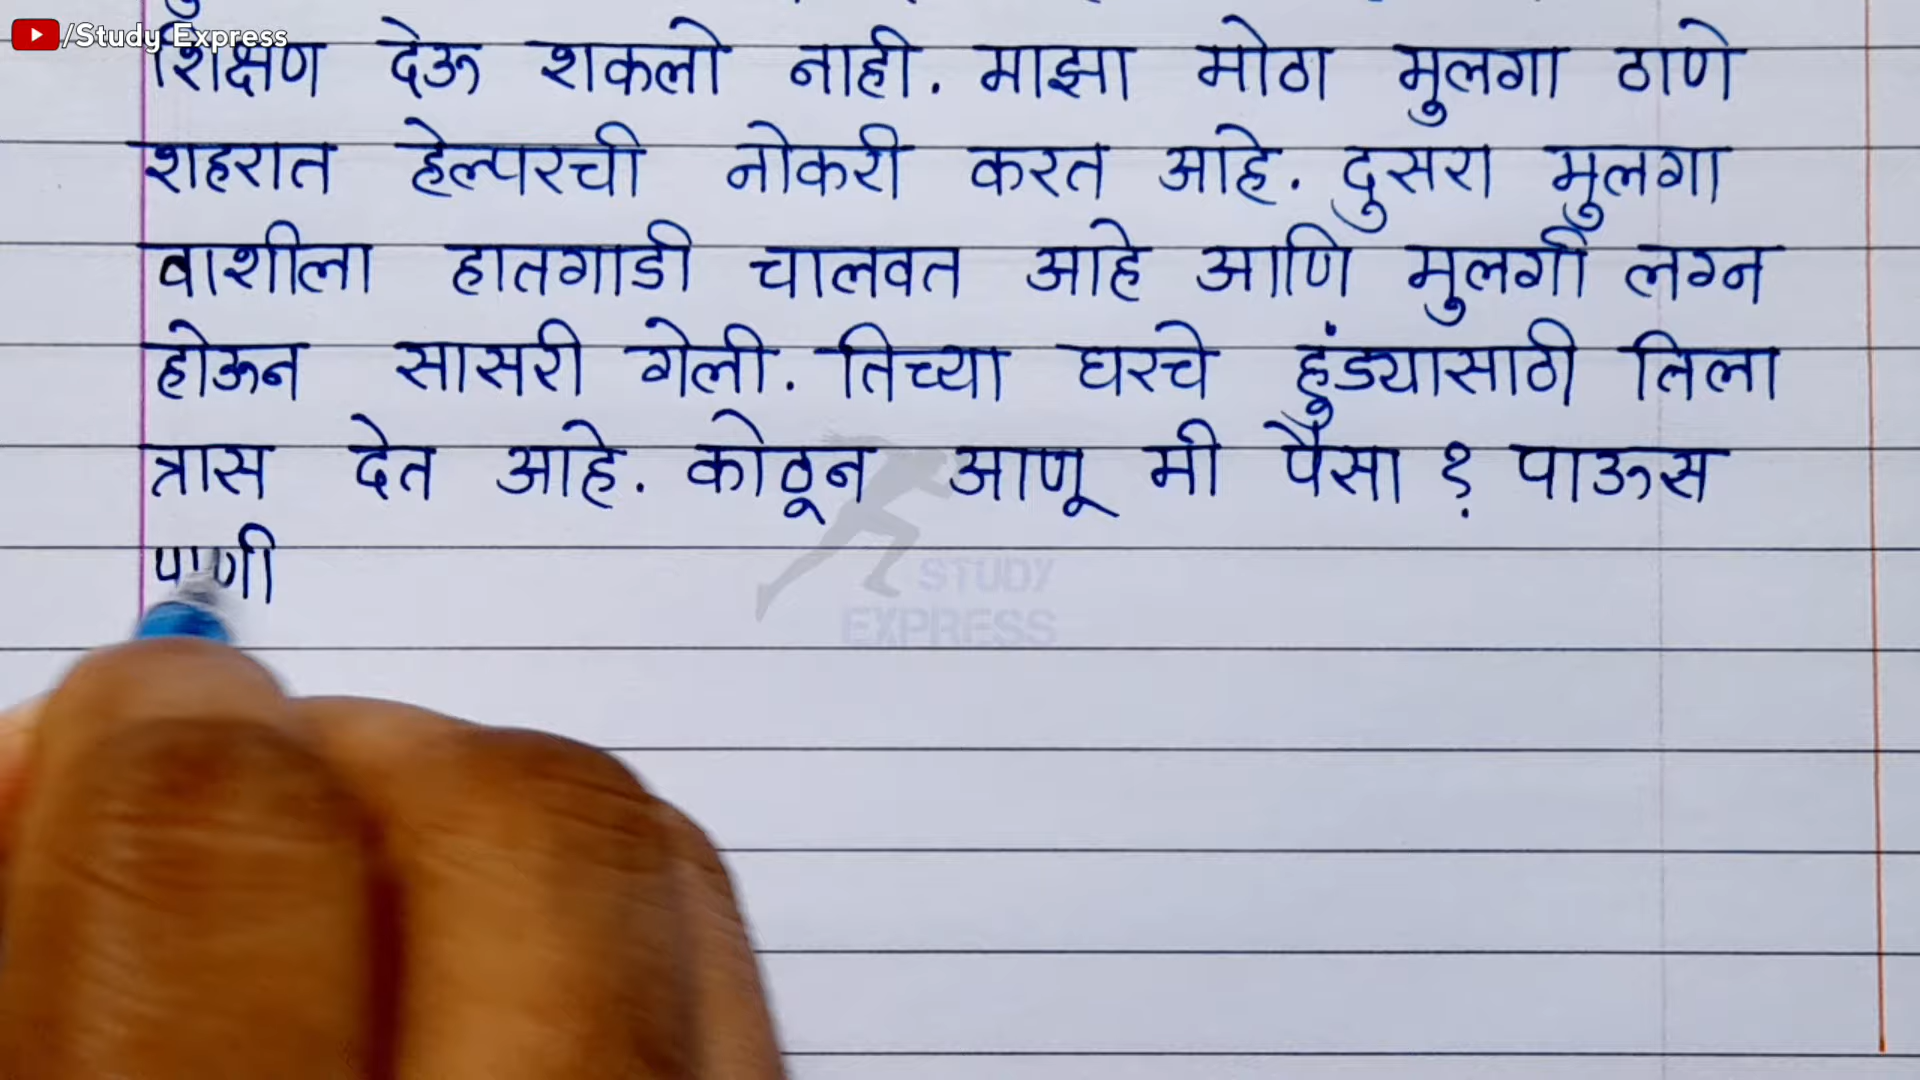 /Study Express
शिक्षण देऊ शकलो नाही. माझा मोठा मुलगा ठाणे
शहरात हेल्परची नोकरी करत आहे. दुसरा मुलगा
वाशीला हातगाडी चालवत आहे आणि मुलगी लग्न
होऊन सासरी गेली. तिच्या घरचे हुंड्यासाठी तिला
त्रास देत आहे. कोठून आणू मी पैसा ? पाऊस
पाणी
STUDY
EXPRESS